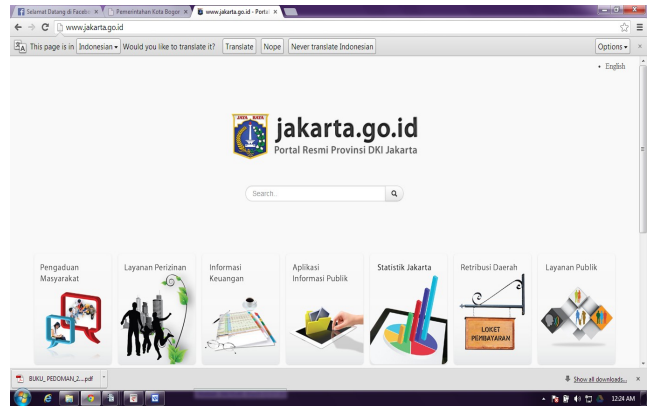 Selamat Datang di Faceb
Pemerintahan Kota Bogor
www.jakarta.go.id - Porta
www.jakarta.go.id
This page is in Indonesian Would you like to translate it? Translate Nope Never translate Indonesian Options
• English
JAYA RAYA
jakarta.go.id
Portal Resmi Provinsi DKI Jakarta
Search..
Pengaduan
Masyarakat
Layanan Perizinan
Informasi
Keuangan
Aplikasi
Informasi Publik
Statistik Jakarta
Retribusi Daerah
Layanan Publik
LOKET
PEMBAYARAN
BUKU_PEDOMAN_2....pdf
Show all downloads...
12:24 AM